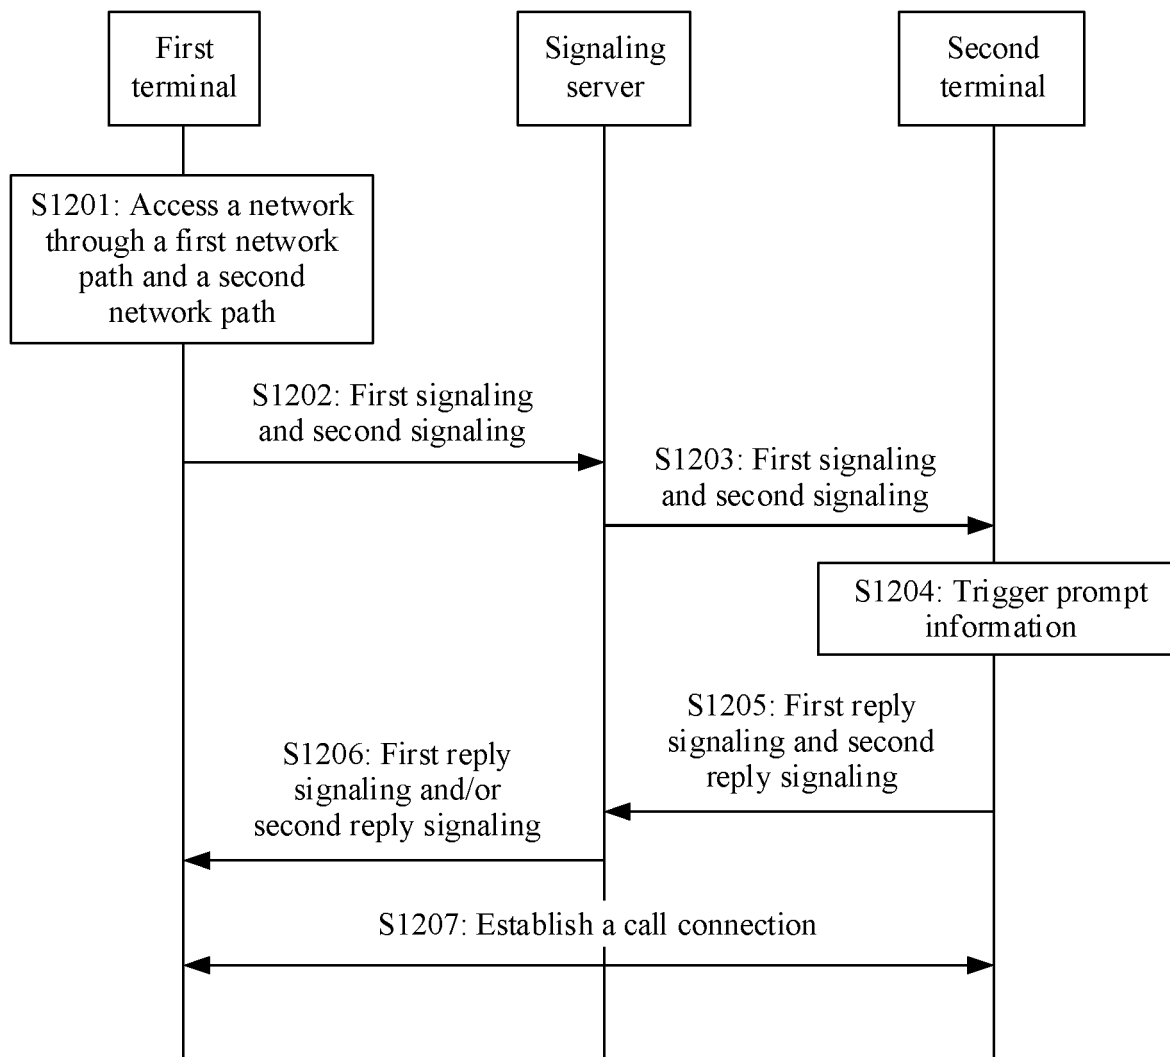 First
terminal
Signaling
server
Second
terminal
S1201: Access a network
through a first network
path and a second
network path
S1202: First signaling
and second signaling
S1203: First signaling
and second signaling
S1204: Trigger prompt
information
S1205: First reply
signaling and second
reply signaling
S1206: First reply
signaling and/or
second reply signaling
S1207: Establish a call connection